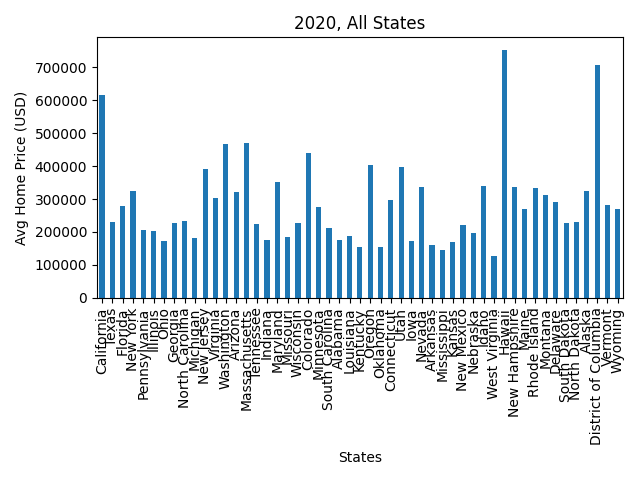 2020, All States
Avg Home Price (USD)
700000
600000
500000
400000
300000
200000
100000
0
California
Texas
Florida
New York
Pennsylvania
Illinois
Ohio
Georgia
North Carolina
Michigan
New Jersey
Virginia
Washington
Arizona
Massachusetts
Tennessee
Indiana
Maryland
Missouri
Wisconsin
Colorado
Minnesota
South Carolina
Alabama
Louisiana
Kentucky
Oregon
Oklahoma
Connecticut
Utah
Iowa
Nevada
Arkansas
Mississippi
Kansas
New Mexico
Nebraska
Idaho
West Virginia
Hawaii
New Hampshire
Maine
Rhode Island
Montana
Delaware
South Dakota
North Dakota
Alaska
District of Columbia
Vermont
Wyoming
States